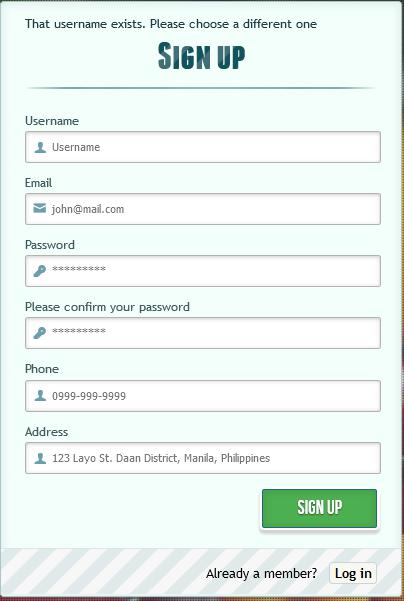 That username exists. Please choose a different one
SIGN UP
Username
Username
Email
john@mail.com
Password
*********
Please confirm your password
*********
Phone
0999-999-9999
Address
123 Layo St. Daan District, Manila, Philippines
SIGN UP
Already a member? Log in